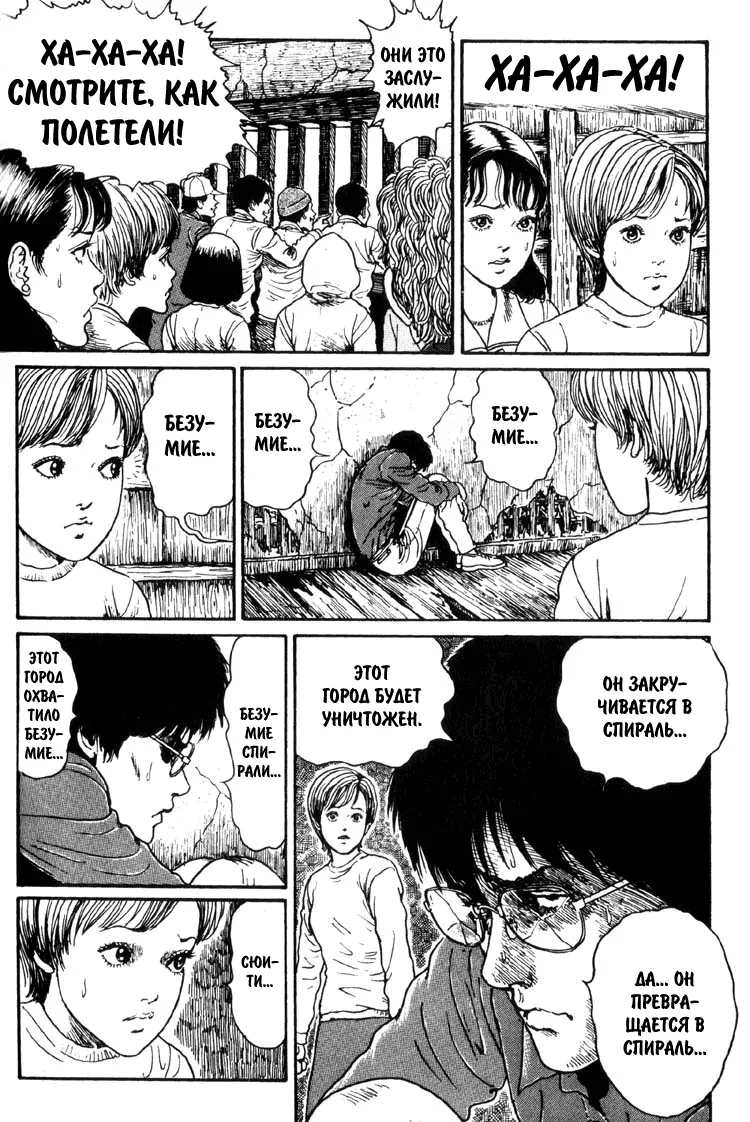 ХА-ХА-ХА!
СМОТРИТЕ, КАК
ПОЛЕТЕЛИ!
ОНИ ЭТО
ЗАСЛУ-
ЖИЛИ!
ХА-ХА-ХА!
БЕЗУ-
МИЕ...
БЕЗУ-
МИЕ...
БЕЗУ-
МИЕ...
ЭТОТ
ГОРОД
ОХВА-
ТИЛО
БЕЗУ-
МИЕ...
БЕЗУ-
МИЕ
СПИ-
РАЛИ...
ЭТОТ
ГОРОД БУДЕТ
УНИЧТОЖЕН.
ОН ЗАКРУ-
ЧИВАЕТСЯ В
СПИРАЛЬ...
СЮИ-
ТИ...
ДА... ОН
ПРЕВРА-
ЩАЕТСЯ В
СПИРАЛЬ...